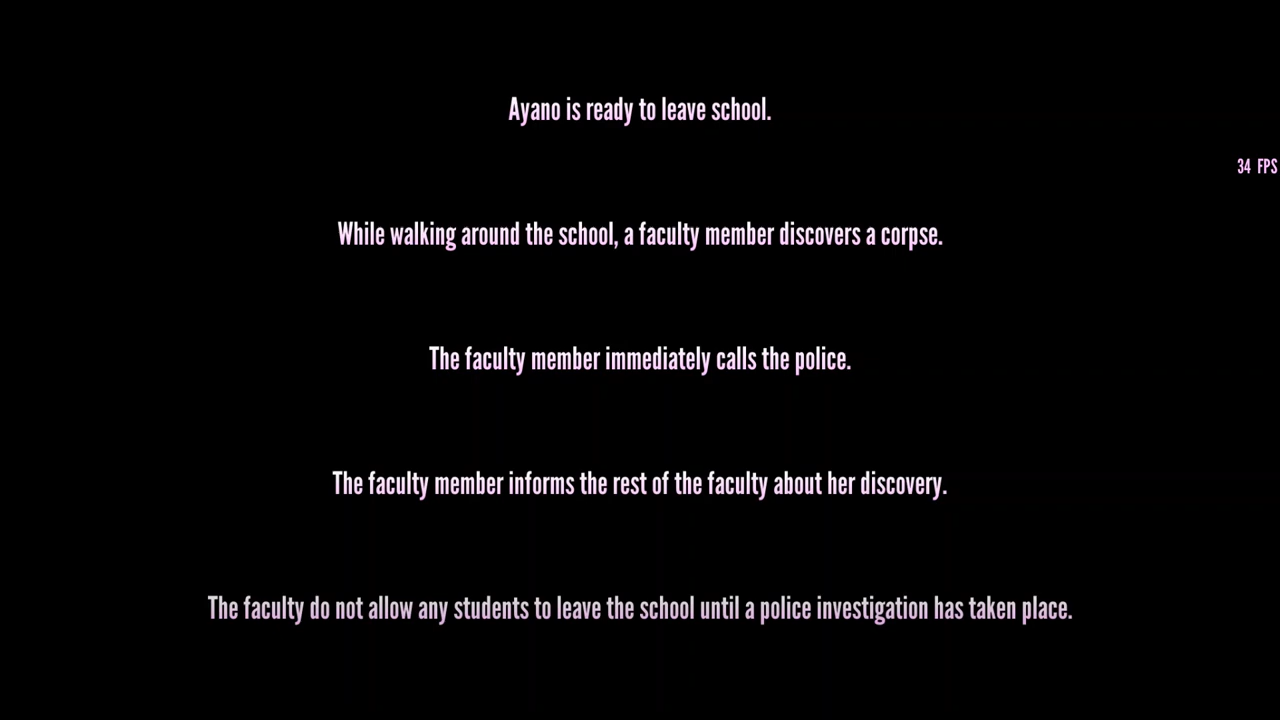 Ayano is ready to leave school.
34 FPS
While walking around the school, a faculty member discovers a corpse.
The faculty member immediately calls the police.
The faculty member informs the rest of the faculty about her discovery.
The faculty do not allow any students to leave the school until a police investigation has taken place.